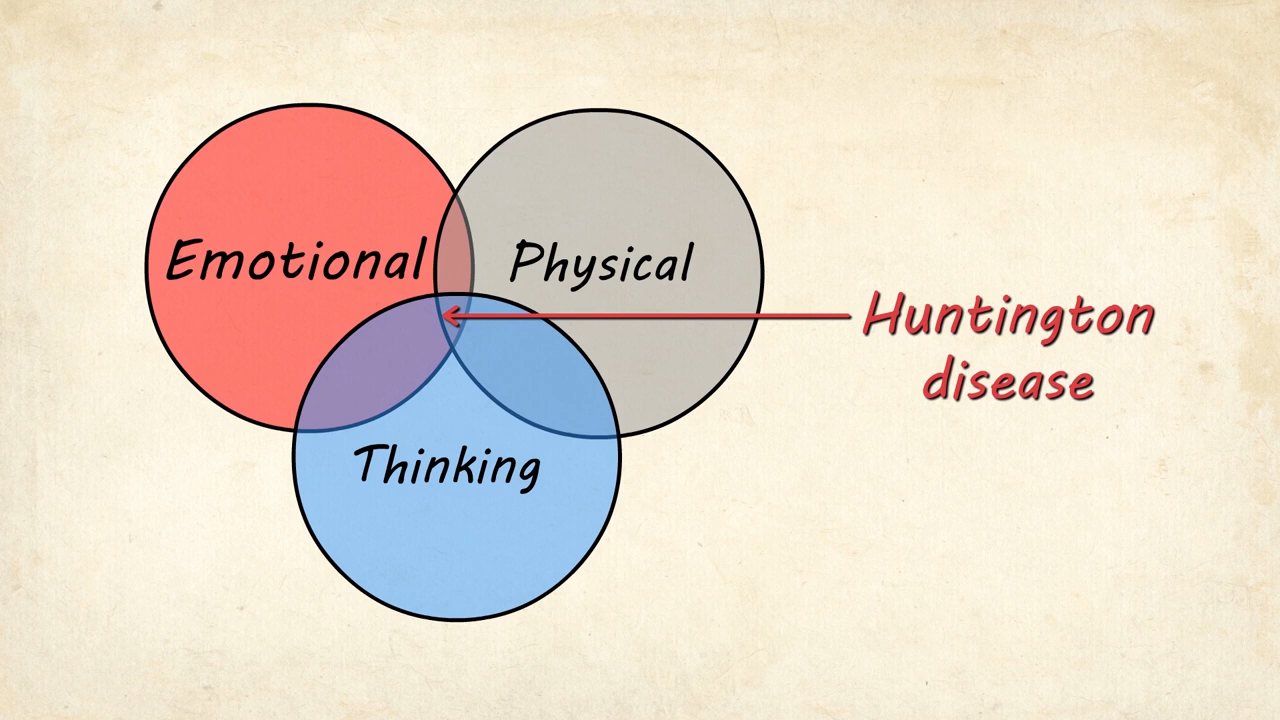 Emotional
Physical
Thinking
Huntington
disease